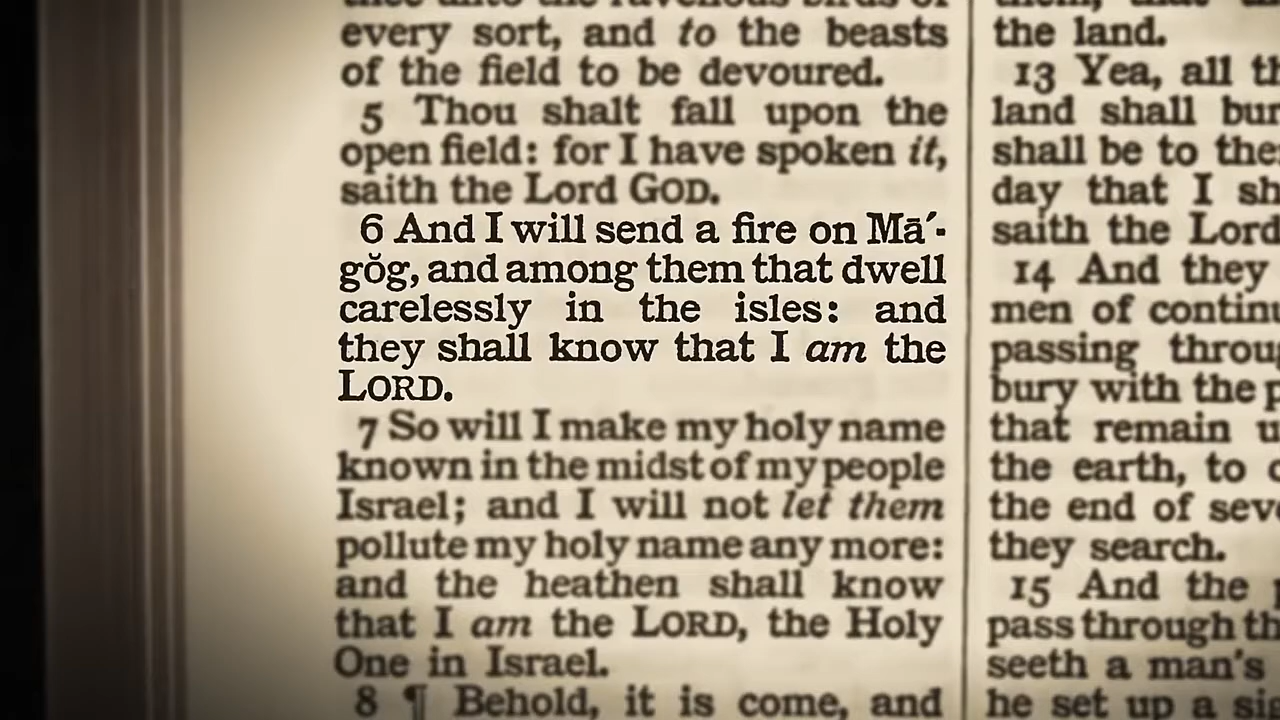 thee unto the ravenous birds of
every sort, and to the beasts
of the field to be devoured.
5 Thou shalt fall upon the
open field: for I have spoken it,
saith the Lord GOD.
6 And I will send a fire on Mā′-
gŏg, and among them that dwell
carelessly in the isles: and
they shall know that I am the
LORD.
7 So will I make my holy name
known in the midst of my people
Israel; and I will not let them
pollute my holy name any more:
and the heathen shall know
that I am the LORD, the Holy
One in Israel.
8 ¶ Behold, it is come, and
the land.
13 Yea, all
land shall
shall be to
day that I
saith the Lord
14 And they
men of
passing
bury with the
that remain
the earth, to
the end of
they search.
15 And the
pass through
seeth a man's
he set up a